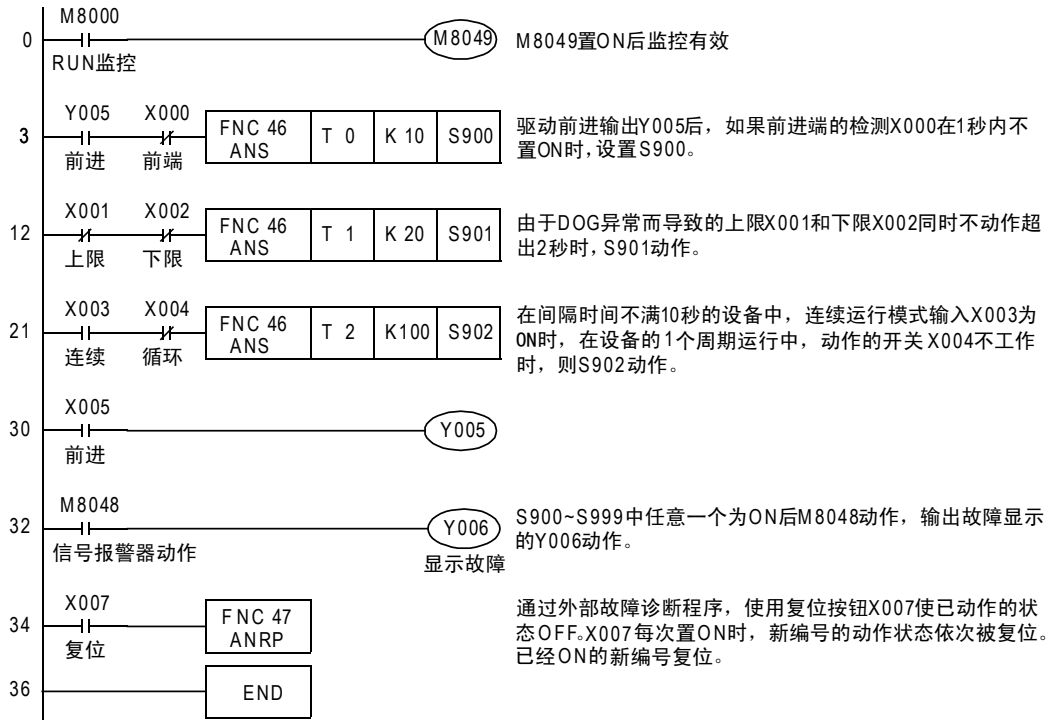 M8000
0
M8049
M8049置ON后监控有效
RUN监控
Y005 X000
3
FNC 46 ANS
T 0
K 10
S900
前进 前端
驱动前进输出Y005后，如果前进端的检测X000在1秒内不
置ON时，设置S900。
X001 X002
12
FNC 46 ANS
T 1
K 20
S901
上限 下限
由于DOG异常而导致的上限X001和下限X002同时不动作超
出2秒时，S901动作。
X003 X004
21
FNC 46 ANS
T 2
K100
S902
连续 循环
在间隔时间不满10秒的设备中，连续运行模式输入X003为
ON时，在设备的1个周期运行中，动作的开关X004不工作
时，则S902动作。
X005
30
Y005
前进
M8048
32
Y006
信号报警器动作
显示故障
S900~S999中任意一个为ON后M8048动作，输出故障显示
的Y006动作。
X007
34
FNC 47
ANRP
复位
通过外部故障诊断程序，使用复位按钮X007使已动作的状
态OFF。X007每次置ON时，新编号的动作状态依次被复位。
已经ON的新编号复位。
36
END